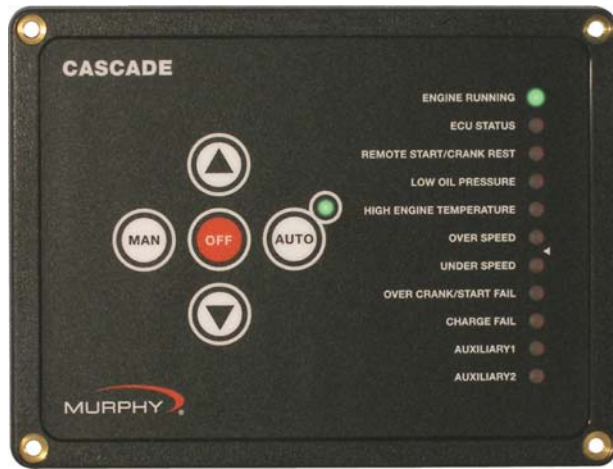 CASCADE
MAN
OFF
AUTO
MURPHY®
ENGINE RUNNING
ECU STATUS
REMOTE START/CRANK REST
LOW OIL PRESSURE
HIGH ENGINE TEMPERATURE
OVER SPEED
UNDER SPEED
OVER CRANK/START FAIL
CHARGE FAIL
AUXILIARY1
AUXILIARY2